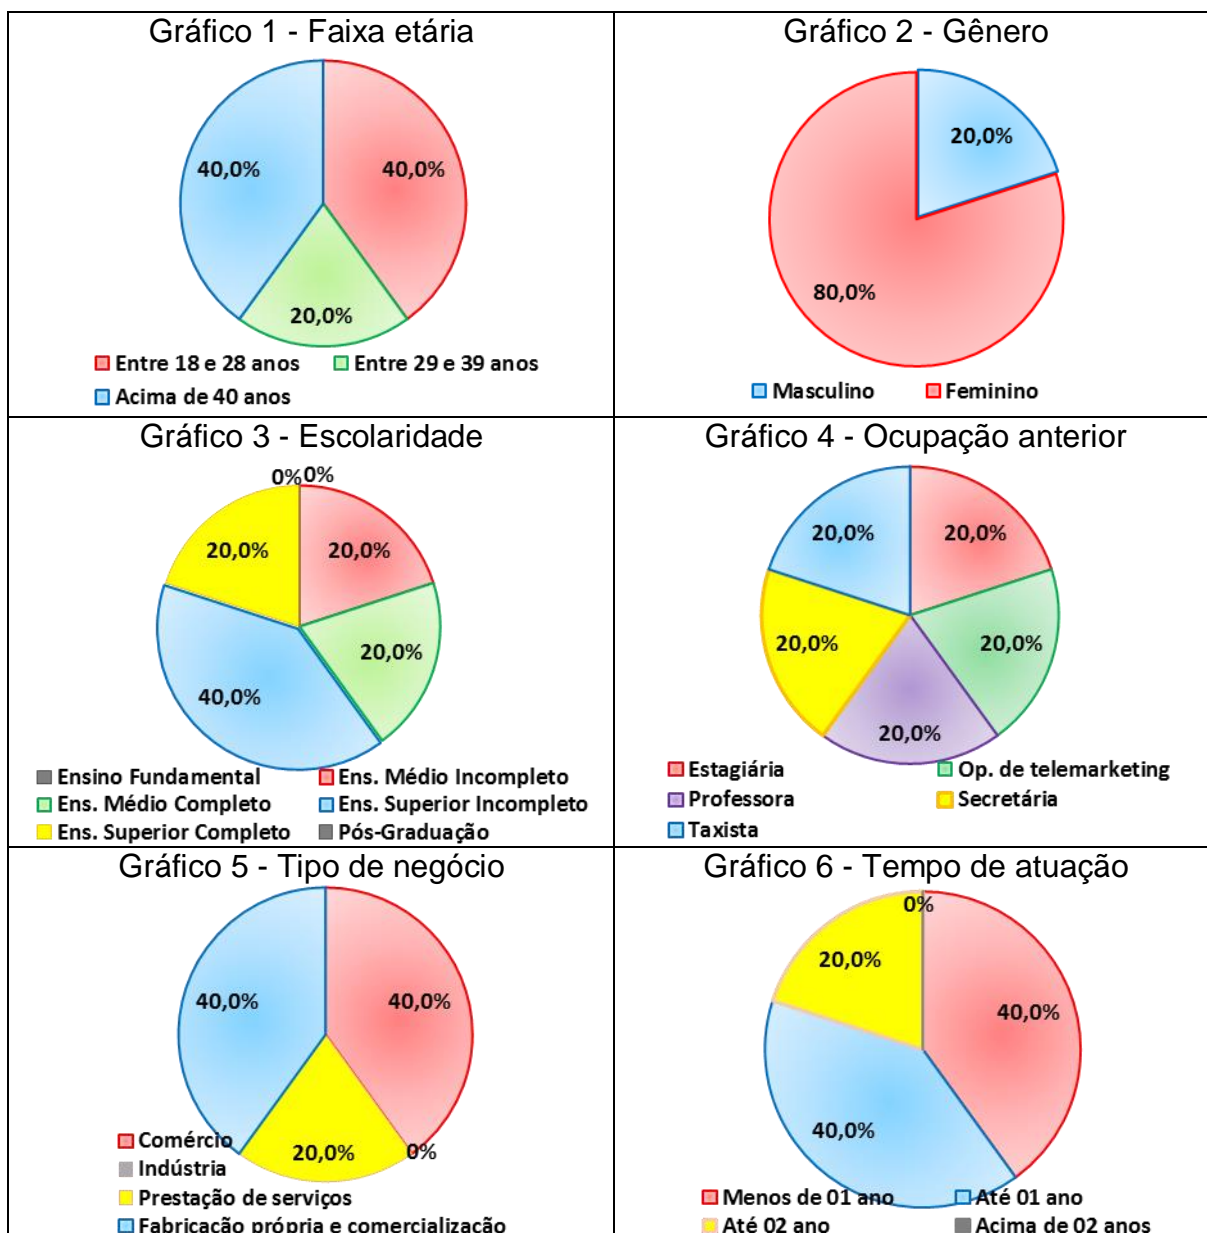 Gráfico 1 - Faixa etária
40,0% 40,0%
20,0%
Entre 18 e 28 anos Entre 29 e 39 anos
Acima de 40 anos
Gráfico 2 - Gênero
20,0%
80,0%
Masculino Feminino
Gráfico 3 - Escolaridade
0% 0%
20,0% 20,0%
20,0%
40,0%
Ensino Fundamental Ens. Médio Incompleto
Ens. Médio Completo Ens. Superior Incompleto
Ens. Superior Completo Pós-Graduação
Gráfico 4 - Ocupação anterior
20,0% 20,0%
20,0% 20,0%
20,0%
Estagiária Op. de telemarketing
Professora Secretária
Taxista
Gráfico 5 - Tipo de negócio
40,0% 40,0%
20,0% 0%
Comércio
Indústria
Prestação de serviços
Fabricação própria e comercialização
Gráfico 6 - Tempo de atuação
0%
20,0%
40,0%
40,0%
Menos de 01 ano Até 01 ano
Até 02 ano Acima de 02 anos